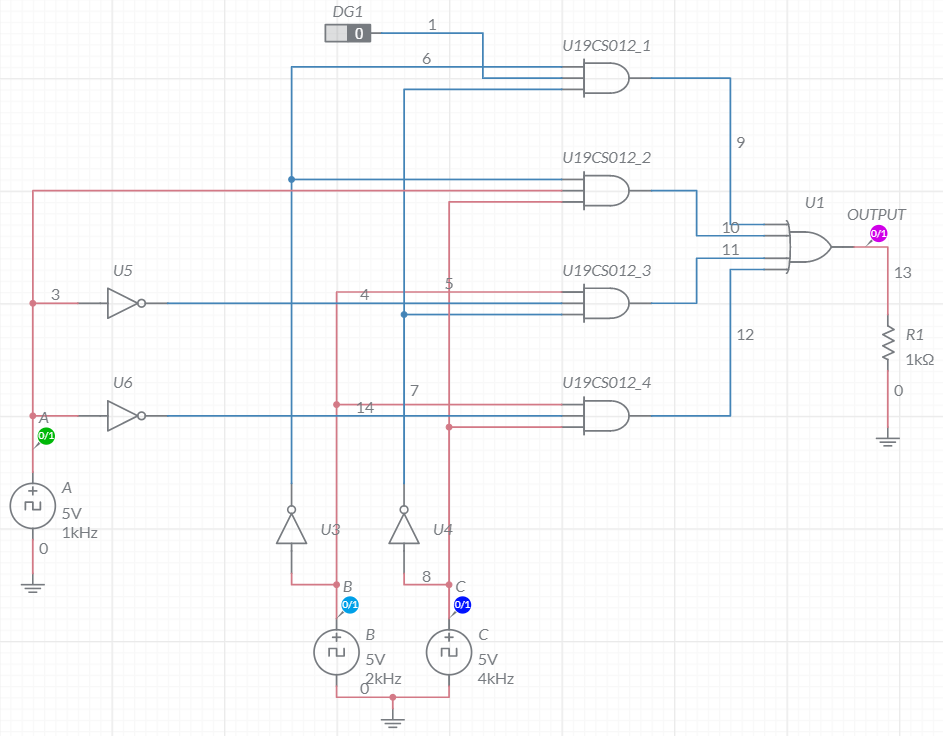 DG1
0
1
U19CS012_1
6
9
U19CS012_2
U1
OUTPUT
0/1
10
11
U5
U19CS012_3
13
3
4
5
12
R1
1kΩ
U6
U19CS012_4
0
7
14
A
0/1
A
5V
1kHz
0
U3
U4
8
B
C
0/1
0/1
B
5V
2kHz
0
C
5V
4kHz